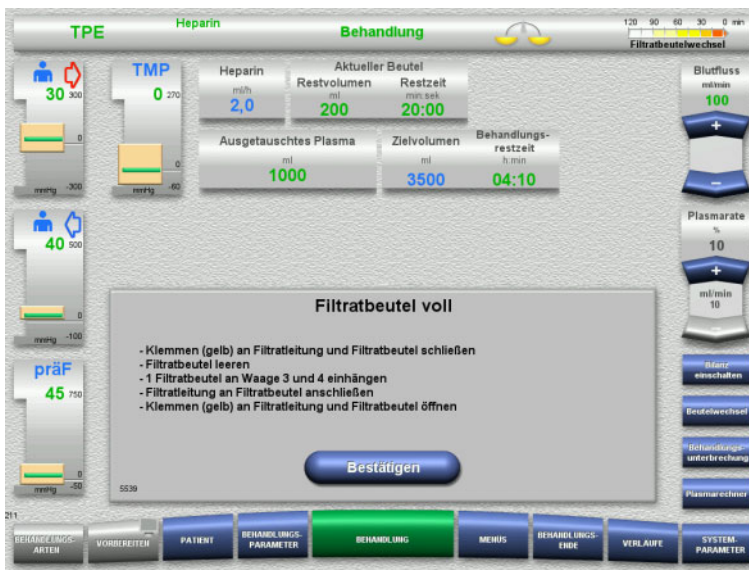 TPE
Heparin
Behandlung
120 90 60 30 0 min
Filtratbeutelwechsel
30 300
0
mmHg -300
TMP
0 270
0
mmHg -60
Heparin
ml/h
2,0
Aktueller Beutel
Restvolumen Restzeit
ml min:sek
200 20:00
Ausgetauschtes Plasma
ml
1000
Zielvolumen
ml
3500
Behandlungs-
restzeit
h:min
04:10
Blutfluss
ml/min
100
+
–
40 500
0
mmHg -100
Plasmarate
%
10
+
ml/min
10
–
präF
45 750
0
mmHg -50
Filtratbeutel voll
- Klemmen (gelb) an Filtratleitung und Filtratbeutel schließen
- Filtratbeutel leeren
- 1 Filtratbeutel an Waage 3 und 4 einhängen
- Filtratleitung an Filtratbeutel anschließen
- Klemmen (gelb) an Filtratleitung und Filtratbeutel öffnen
Bestätigen
5539
Bilanz
einschalten
Beutelwechsel
Behandlungs-
unterbrechung
Plasmarechner
211
BEHANDLUNGS-
ARTEN
VORBEREITEN
PATIENT
BEHANDLUNGS-
PARAMETER
BEHANDLUNG
MENÜS
BEHANDLUNGS-
ENDE
VERLÄUFE
SYSTEM-
PARAMETER